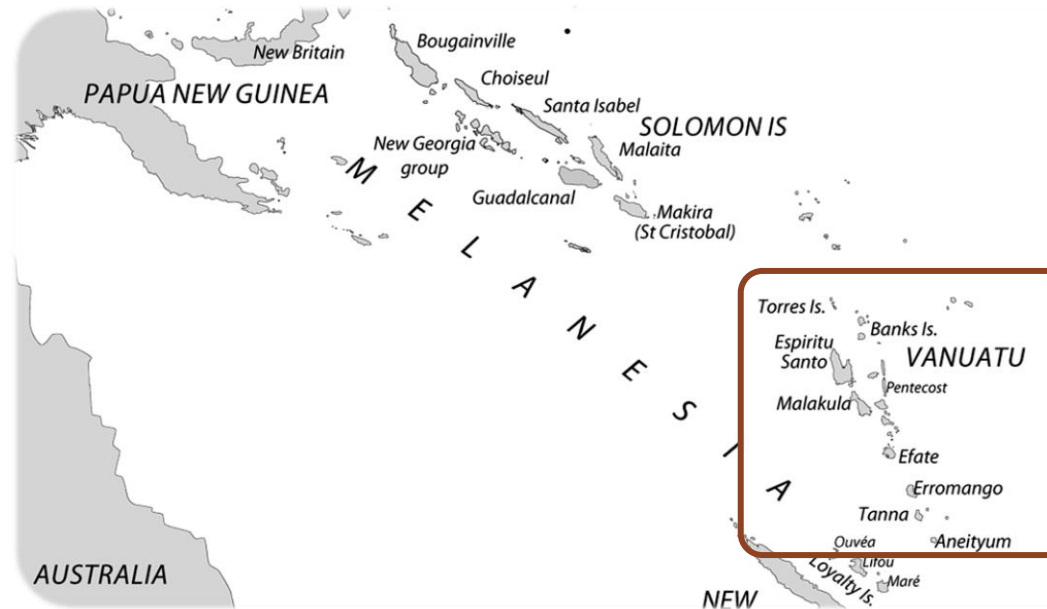 New Britain
Bougainville
PAPUA NEW GUINEA
Choiseul
Santa Isabel
SOLOMON IS
New Georgia
group
Malaita
Guadalcanal
Makira
(St Cristobal)
MELANESIA
Torres Is.
Banks Is.
Espiritu
Santo
VANUATU
Pentecost
Malakula
Efate
Erromango
Tanna
Ouvéa
Aneityum
Loyalty Is.
Lifou
Maré
AUSTRALIA
NEW